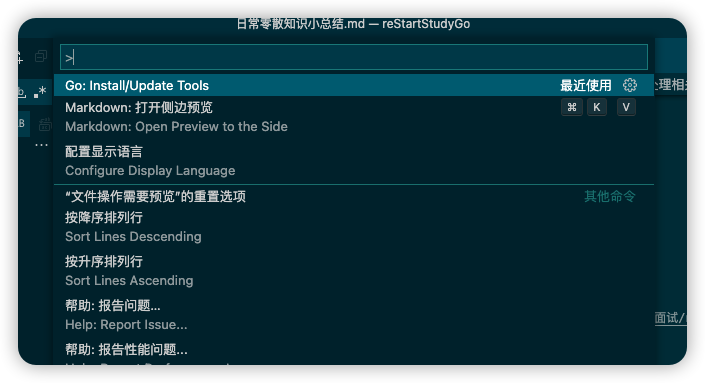 日常零散知识小总结.md — reStartStudyGo
>
Go: Install/Update Tools 最近使用
处理相
Markdown: 打开侧边预览 ⌘ K V
Markdown: Open Preview to the Side
配置显示语言
Configure Display Language
“文件操作需要预览”的重置选项 其他命令
按降序排列行
Sort Lines Descending
按升序排列行
Sort Lines Ascending
帮助: 报告问题...
Help: Report Issue...
面试/
帮助: 报告性能问题...